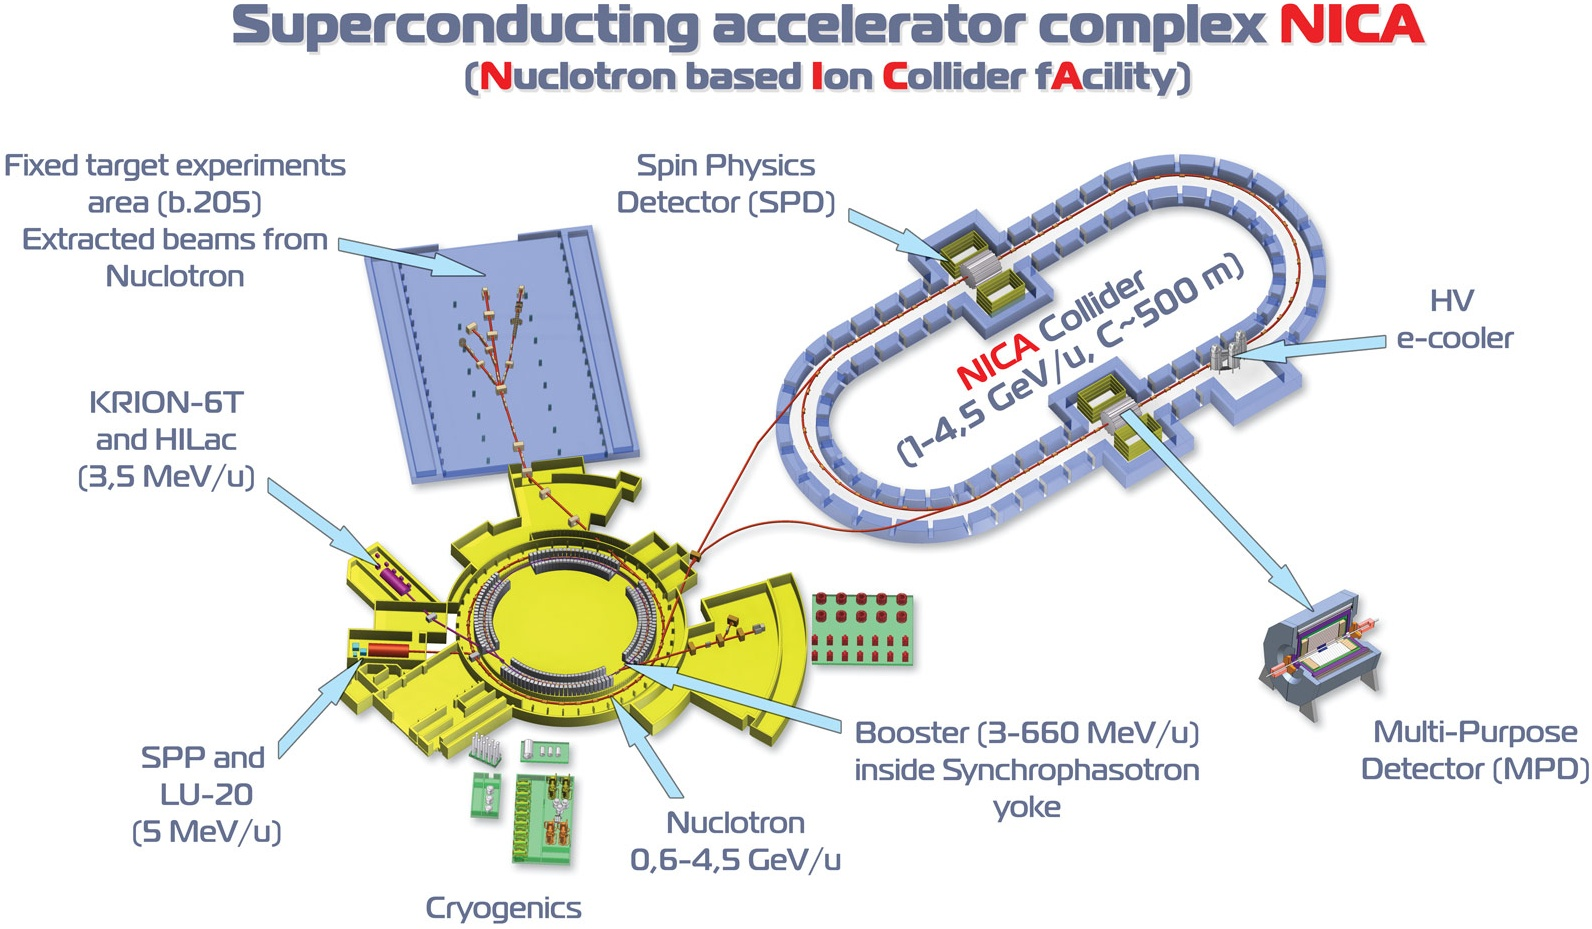 Superconducting accelerator complex NICA
(Nuclotron based Ion Collider fAcility)
Fixed target experiments
area (b.205)
Extracted beams from
Nuclotron
Spin Physics
Detector (SPD)
NICA Collider
(1-4,5 GeV/u, C~500 m)
HV
e-cooler
KRION-6T
and HILac
(3,5 MeV/u)
SPP and
LU-20
(5 MeV/u)
Booster (3-660 MeV/u)
inside Synchrophasotron
yoke
Multi-Purpose
Detector (MPD)
Nuclotron
0,6-4,5 GeV/u
Cryogenics